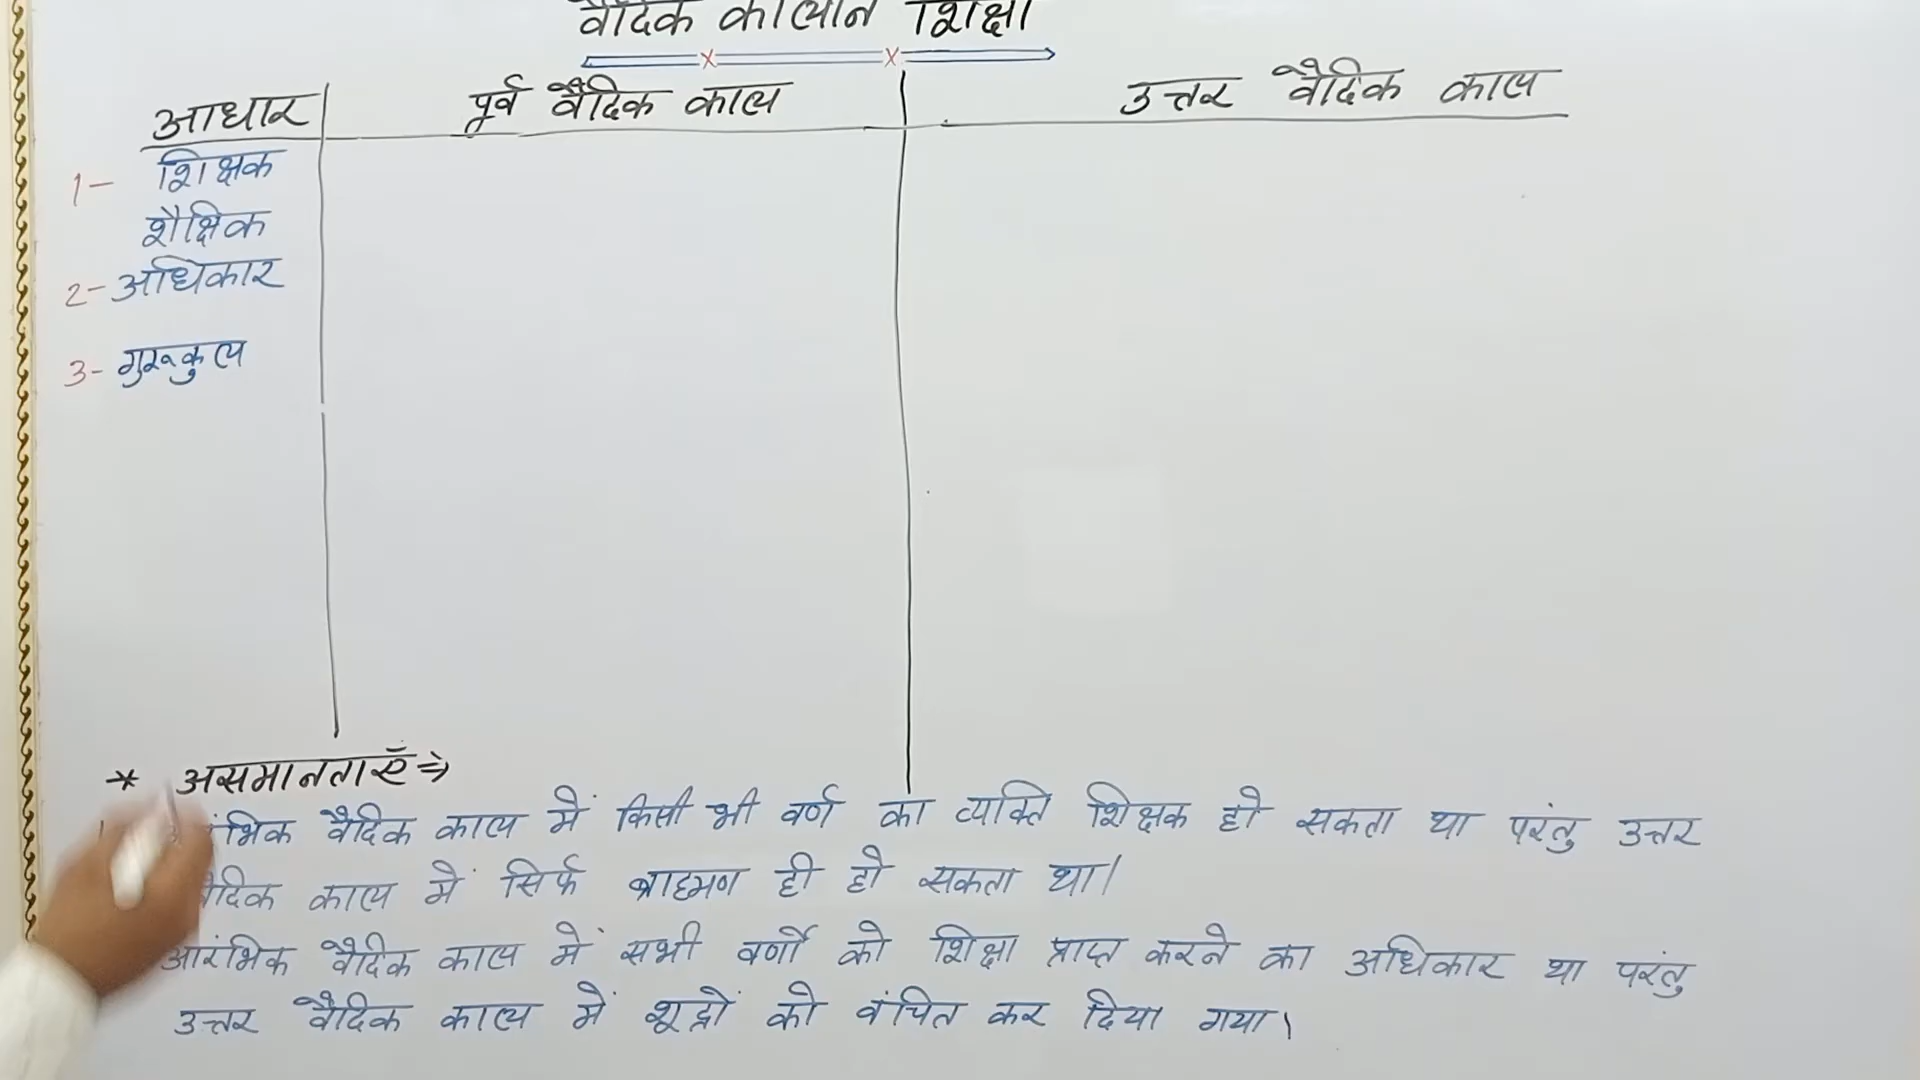 वैदिक कालीन शिक्षा
आधार पूर्व वैदिक काल उत्तर वैदिक काल
1- शिक्षक
शैक्षिक
2- अधिकार
3- गुरूकुल
* असमानताएँ ⇒
वैदिक काल में किसी भी वर्ण का व्यक्ति शिक्षक हो सकता था परंतु उत्तर
वैदिक काल में सिर्फ ब्राह्मण ही हो सकता था।
आरंभिक वैदिक काल में सभी वर्णों को शिक्षा प्राप्त करने का अधिकार था परंतु
उत्तर वैदिक काल में शूद्रों को वंचित कर दिया गया।